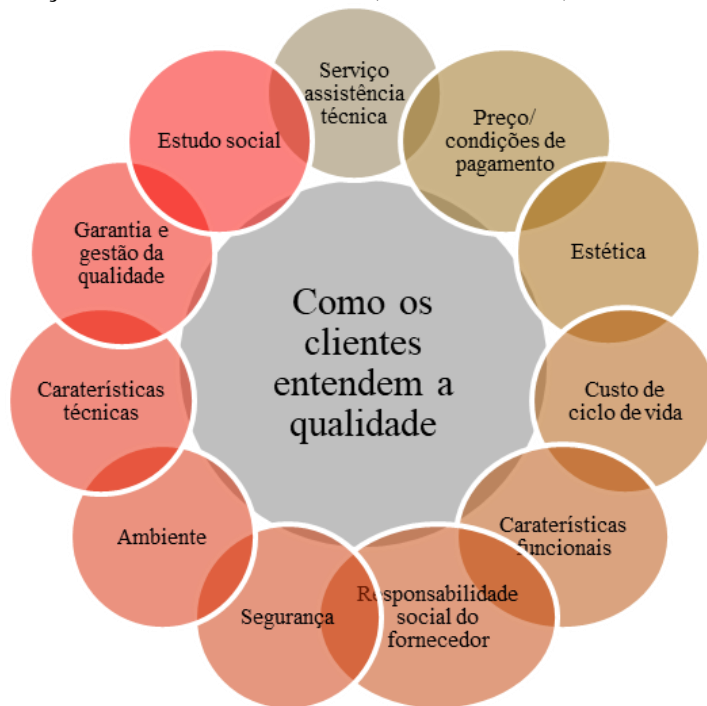 Serviço
assistência
técnica
Preço/
condições de
pagamento
Estética
Custo de
ciclo de vida
Caraterísticas
funcionais
Responsabilidade
social do
fornecedor
Segurança
Ambiente
Caraterísticas
técnicas
Garantia e
gestão da
qualidade
Estudo social
Como os
clientes
entendem a
qualidade